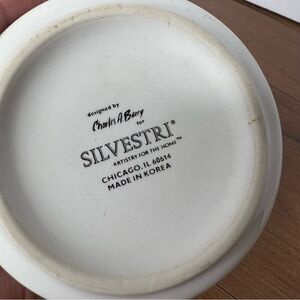 designed by
Charles A Barry
for
SILVESTRI®
ARTISTRY FOR THE HOME™
CHICAGO, IL 60614
MADE IN KOREA